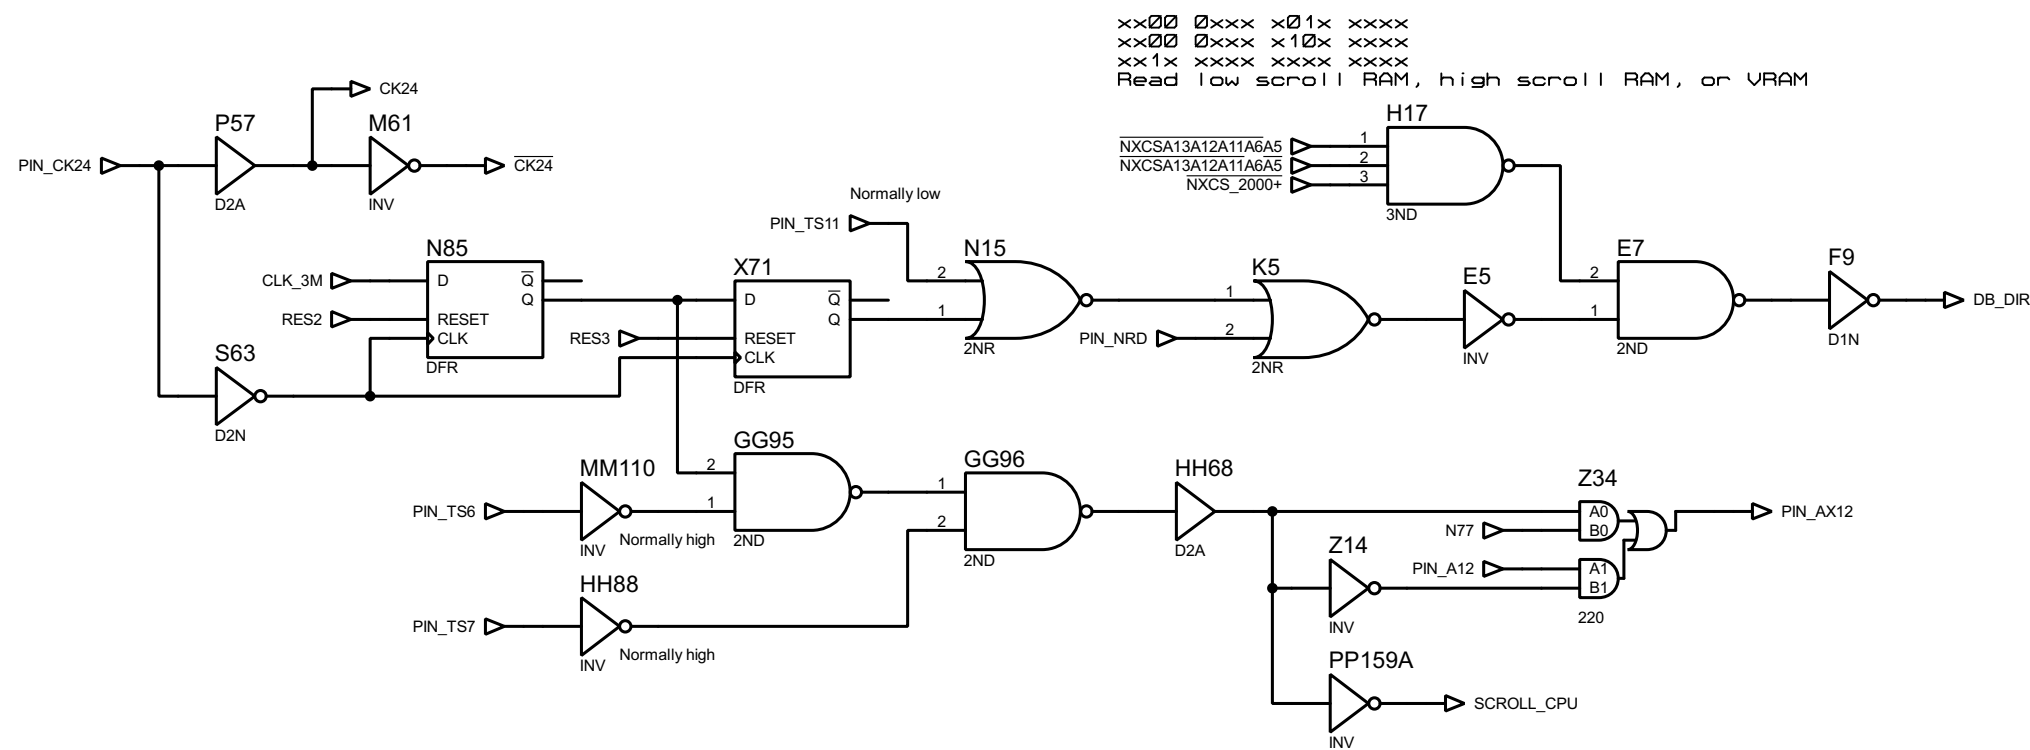 xx00 0xxx x01x xxxx
xx00 0xxx x10x xxxx
xx1x xxxx xxxx xxxx
Read low scroll RAM, high scroll RAM, or VRAM
CK24
P57
M61
H17
PIN_CK24
D2A
INV
CK24
NXCSA13A12A11A6A5
1
NXCSA13A12A11A6A5
2
NXCS_2000+
3
3ND
Normally low
PIN_TS11
N85
X71
N15
K5
E5
E7
F9
CLK_3M
D
Q
Q
RES2
RESET
CLK
DFR
S63
D2N
D
Q
Q
RES3
RESET
CLK
DFR
2
1
2NR
1
PIN_NRD
2
2NR
INV
2
1
2ND
D1N
DB_DIR
GG95
MM110
GG96
HH68
Z34
PIN_TS6
INV
Normally high
2
1
2ND
1
2
2ND
D2A
A0
B0
N77
PIN_AX12
Z14
PIN_A12
A1
B1
220
HH88
PIN_TS7
INV
Normally high
INV
PP159A
SCROLL_CPU
INV